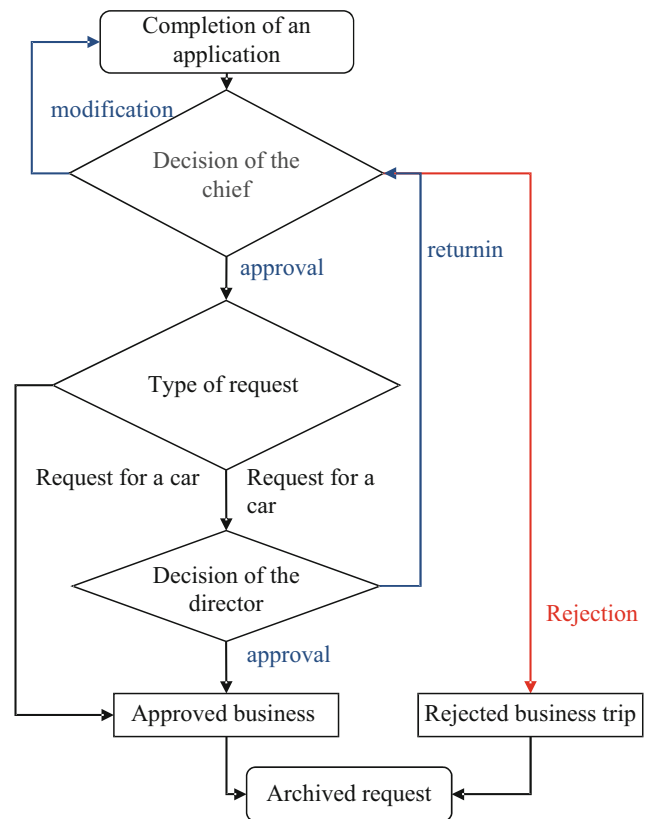 Completion of an
application
modification
Decision of the
chief
returnin
approval
Type of request
Request for a car
Request for a
car
Decision of the
director
Rejection
approval
Approved business
Rejected business trip
Archived request